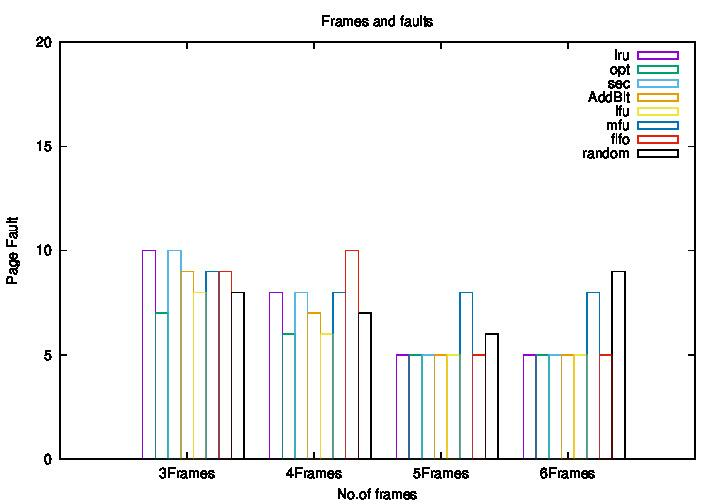 Frames and faults
20
15
10
5
0
Page Fault
lru
opt
sec
AddBit
lfu
mfu
fifo
random
3Frames
4Frames
5Frames
6Frames
No.of frames